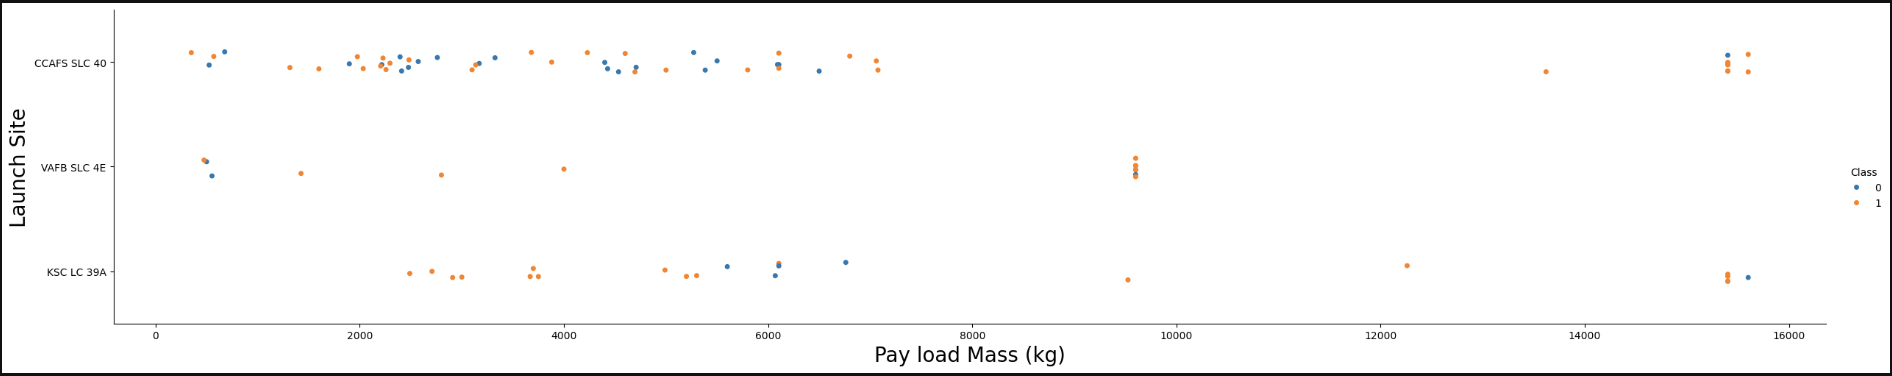 Launch Site
CCAFS SLC 40
VAFB SLC 4E
KSC LC 39A
0 2000 4000 6000 8000 10000 12000 14000 16000
Pay load Mass (kg)
Class
0
1